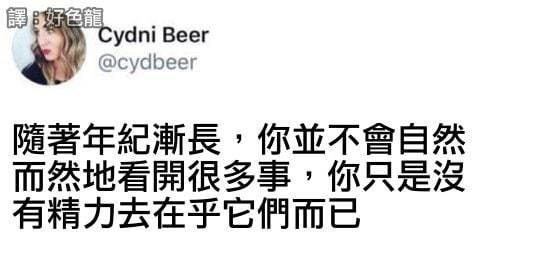 譯：好色龍
Cydni Beer
@cydbeer
隨著年紀漸長，你並不會自然
而然地看開很多事，你只是沒
有精力去在乎它們而已